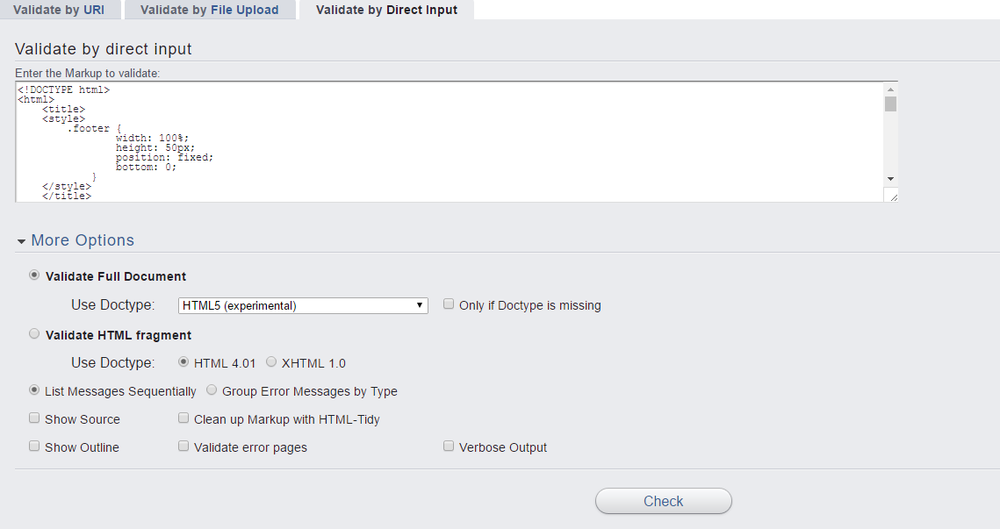 Validate by URI Validate by File Upload Validate by Direct Input
Validate by direct input
Enter the Markup to validate:
<!DOCTYPE html>
<html>
    <title>
    <style>
        .footer {
                width: 100%;
                height: 50px;
                position: fixed;
                bottom: 0;
            }
    </style>
    </title>
More Options
Validate Full Document
Use Doctype: HTML5 (experimental) Only if Doctype is missing
Validate HTML fragment
Use Doctype: HTML 4.01 XHTML 1.0
List Messages Sequentially Group Error Messages by Type
Show Source Clean up Markup with HTML-Tidy
Show Outline Validate error pages Verbose Output
Check